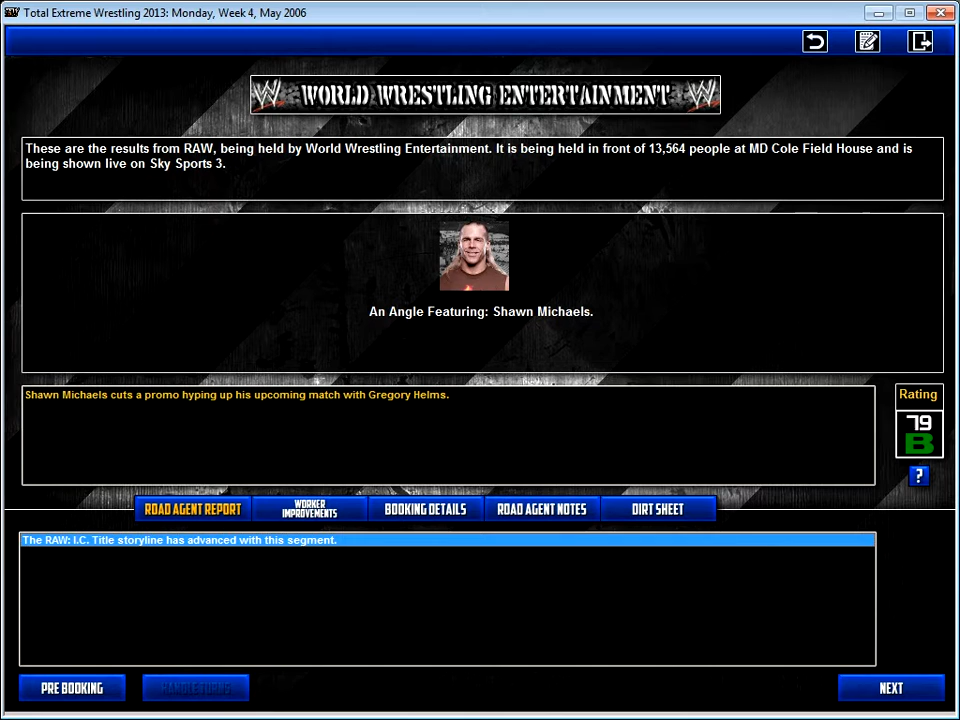 Total Extreme Wrestling 2013: Monday, Week 4, May 2006
WORLD WRESTLING ENTERTAINMENT
These are the results from RAW, being held by World Wrestling Entertainment. It is being held in front of 13,564 people at MD Cole Field House and is
being shown live on Sky Sports 3.
An Angle Featuring: Shawn Michaels.
Shawn Michaels cuts a promo hyping up his upcoming match with Gregory Helms.
Rating
79
B
?
ROAD AGENT REPORT
WORKER
IMPROVEMENTS
BOOKING DETAILS
ROAD AGENT NOTES
DIRT SHEET
The RAW: I.C. Title storyline has advanced with this segment.
PRE BOOKING
HANDLE TURNS
NEXT